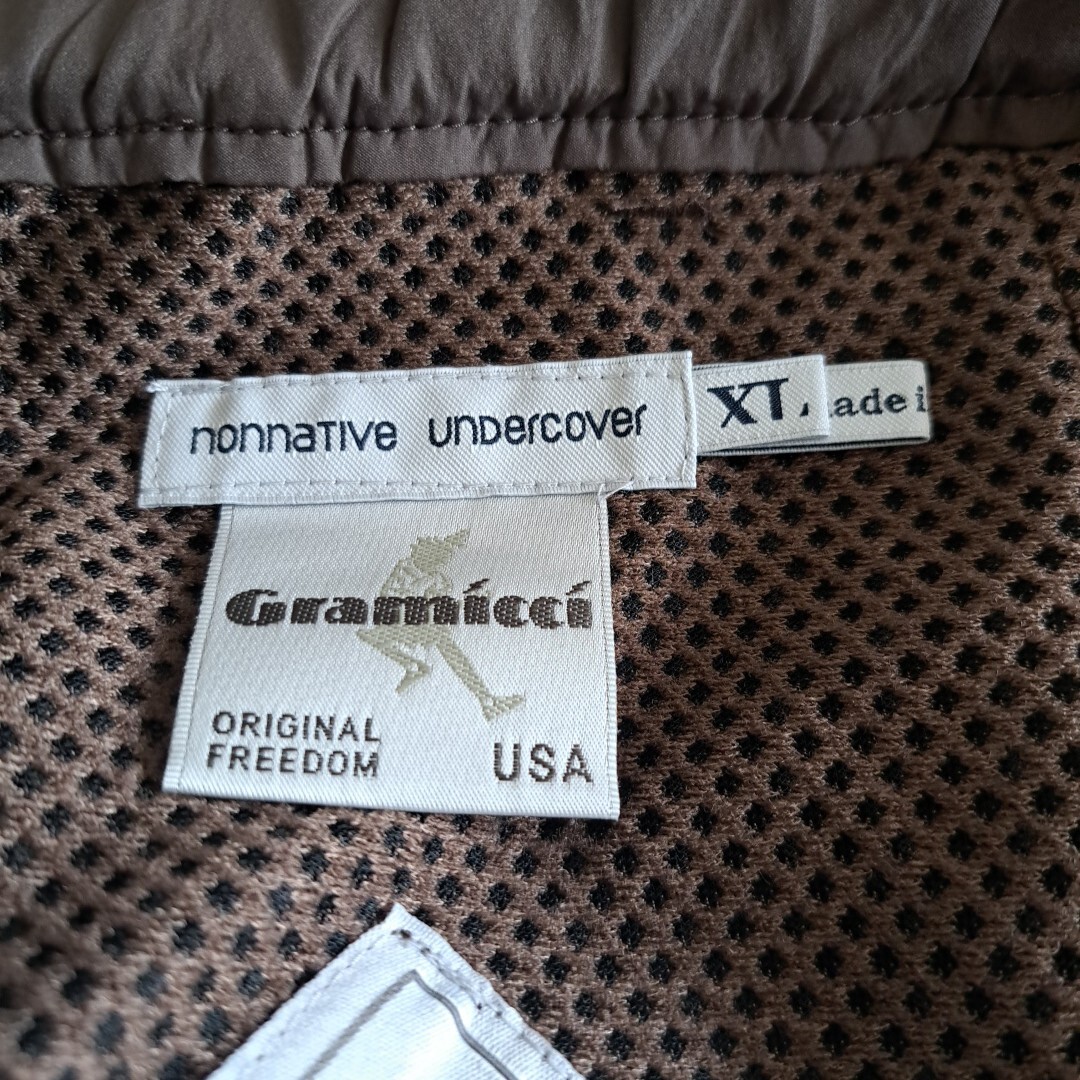 nonnative undercover
XL
Gramicci
ORIGINAL
FREEDOM
USA